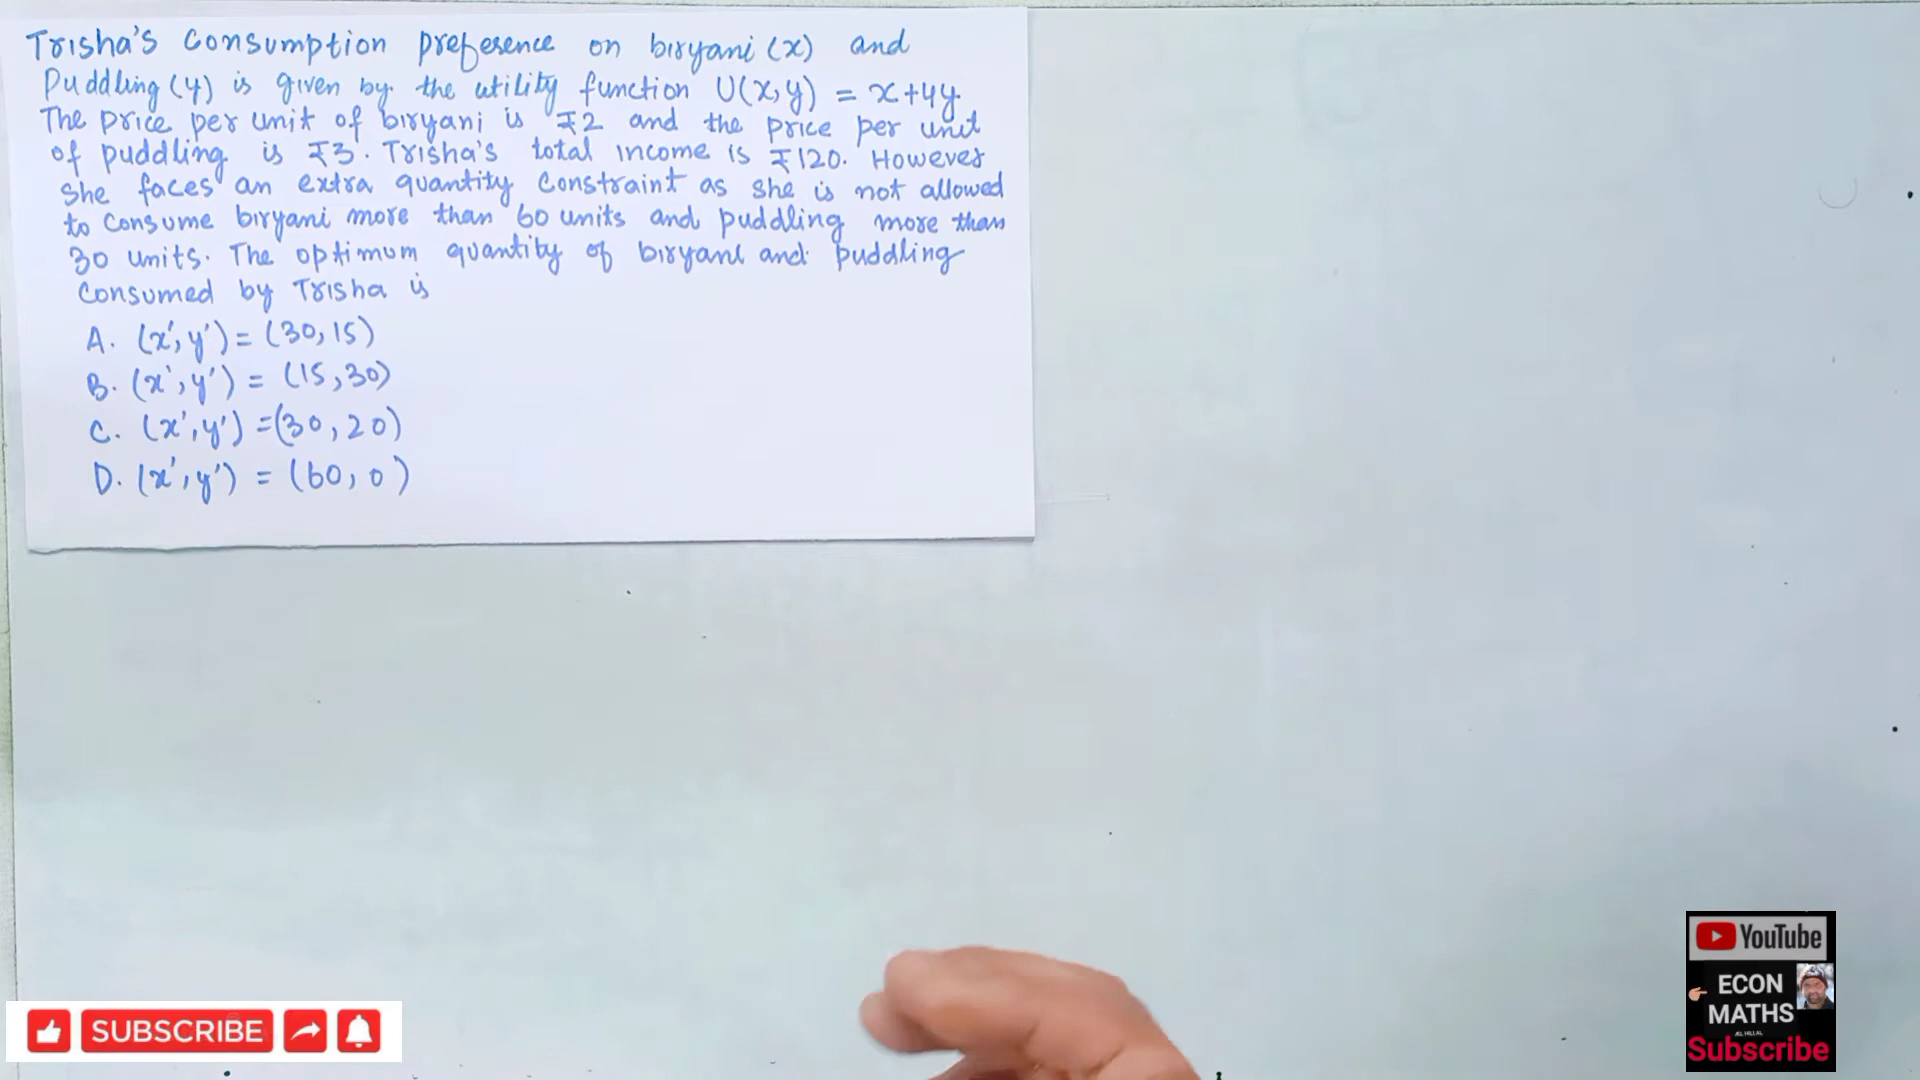 Trisha's consumption preference on biryani (x) and
Puddling (y) is given by the utility function U(x,y) = x+4y
The price per unit of biryani is ₹2 and the price per unit
of puddling is ₹3. Trisha's total income is ₹120. However
She faces an extra quantity constraint as she is not allowed
to consume biryani more than 60 units and puddling more than
30 units. The optimum quantity of biryani and puddling
consumed by Trisha is
A. (x',y') = (30,15)
B. (x',y') = (15,30)
C. (x',y') = (30,20)
D. (x',y') = (60,0)
YouTube
ECON
MATHS
Subscribe
SUBSCRIBE